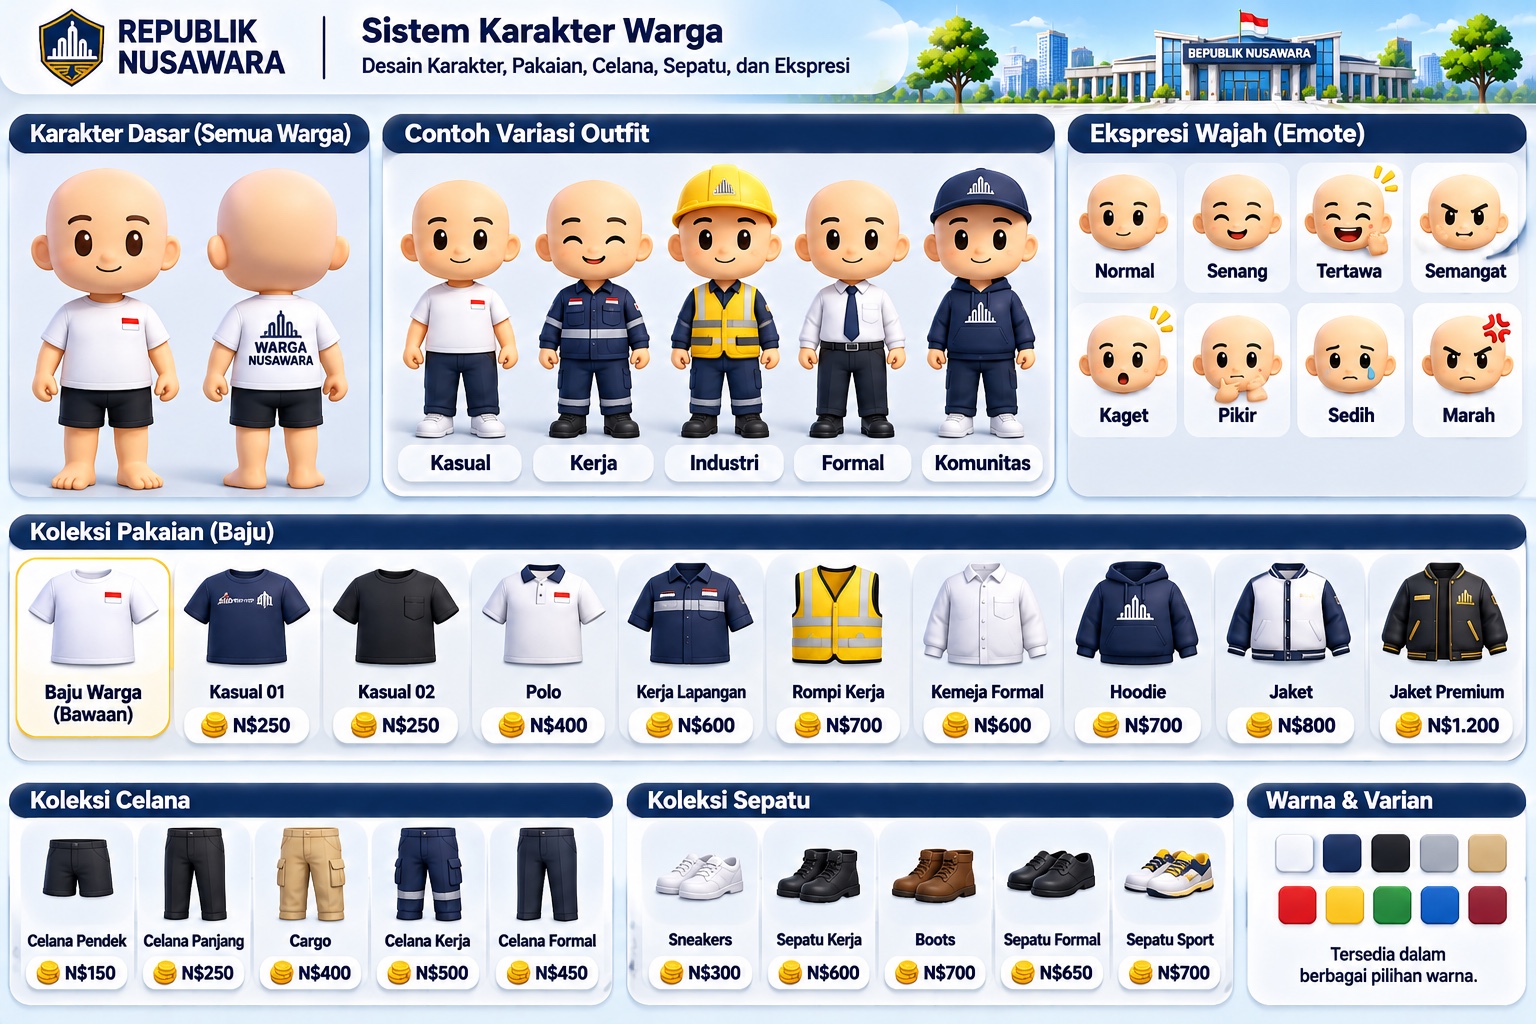 REPUBLIK
NUSAWARA
Sistem Karakter Warga
Desain Karakter, Pakaian, Celana, Sepatu, dan Ekspresi
BEPUBLIK NUSAWARA
Karakter Dasar (Semua Warga)
WARGA
NUSAWARA
Contoh Variasi Outfit
Kasual
Kerja
Industri
Formal
Komunitas
Ekspresi Wajah (Emote)
Normal
Senang
Tertawa
Semangat
Kaget
Pikir
Sedih
Marah
Koleksi Pakaian (Baju)
Baju Warga
(Bawaan)
Kasual 01
N$250
Kasual 02
N$250
Polo
N$400
Kerja Lapangan
N$600
Rompi Kerja
N$700
Kemeja Formal
N$600
Hoodie
N$700
Jaket
N$800
Jaket Premium
N$1.200
Koleksi Celana
Celana Pendek
N$150
Celana Panjang
N$250
Cargo
N$400
Celana Kerja
N$500
Celana Formal
N$450
Koleksi Sepatu
Sneakers
N$300
Sepatu Kerja
N$600
Boots
N$700
Sepatu Formal
N$650
Sepatu Sport
N$700
Warna & Varian
Tersedia dalam
berbagai pilihan warna.